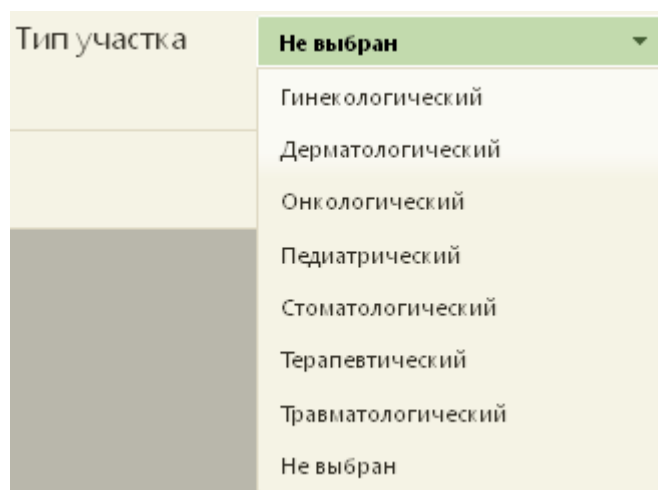 Тип участка
Не выбран
Гинекологический
Дерматологический
Онкологический
Педиатрический
Стоматологический
Терапевтический
Травматологический
Не выбран